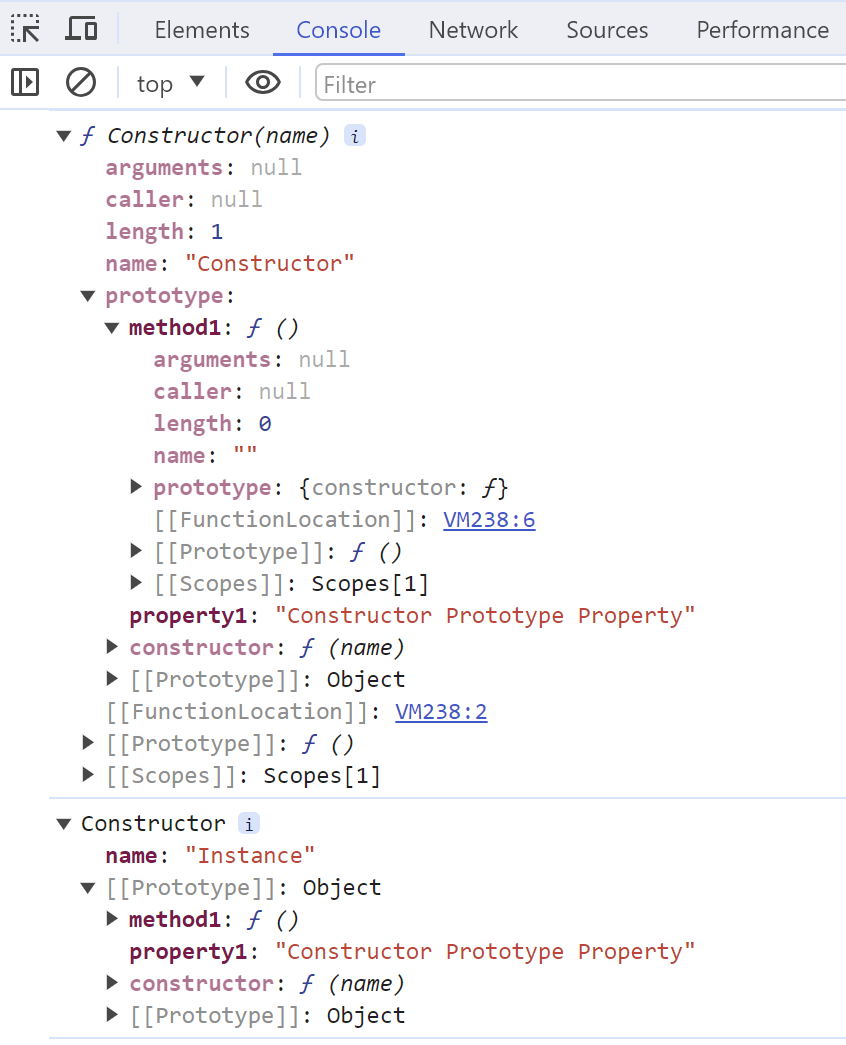 Elements Console Network Sources Performance
top Filter
ƒ Constructor(name) i
arguments: null
caller: null
length: 1
name: "Constructor"
prototype:
method1: ƒ ()
arguments: null
caller: null
length: 0
name: ""
prototype: {constructor: ƒ}
[[FunctionLocation]]: VM238:6
[[Prototype]]: ƒ ()
[[Scopes]]: Scopes[1]
property1: "Constructor Prototype Property"
constructor: ƒ (name)
[[Prototype]]: Object
[[FunctionLocation]]: VM238:2
[[Prototype]]: ƒ ()
[[Scopes]]: Scopes[1]
Constructor i
name: "Instance"
[[Prototype]]: Object
method1: ƒ ()
property1: "Constructor Prototype Property"
constructor: ƒ (name)
[[Prototype]]: Object